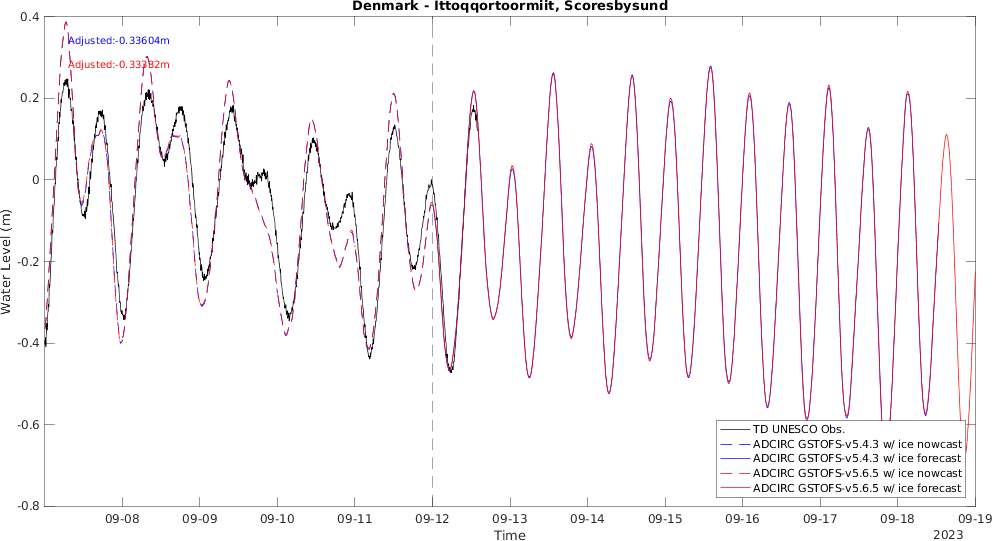 Denmark - Ittoqqortoormiit, Scoresbysund
Adjusted:-0.33604m
Adjusted:-0.33392m
0.4
0.2
0
-0.2
-0.4
-0.6
-0.8
Water Level (m)
TD UNESCO Obs.
ADCIRC GSTOFS-v5.4.3 w/ ice nowcast
ADCIRC GSTOFS-v5.4.3 w/ ice forecast
ADCIRC GSTOFS-v5.6.5 w/ ice nowcast
ADCIRC GSTOFS-v5.6.5 w/ ice forecast
09-08 09-09 09-10 09-11 09-12 09-13 09-14 09-15 09-16 09-17 09-18 09-19
Time
2023